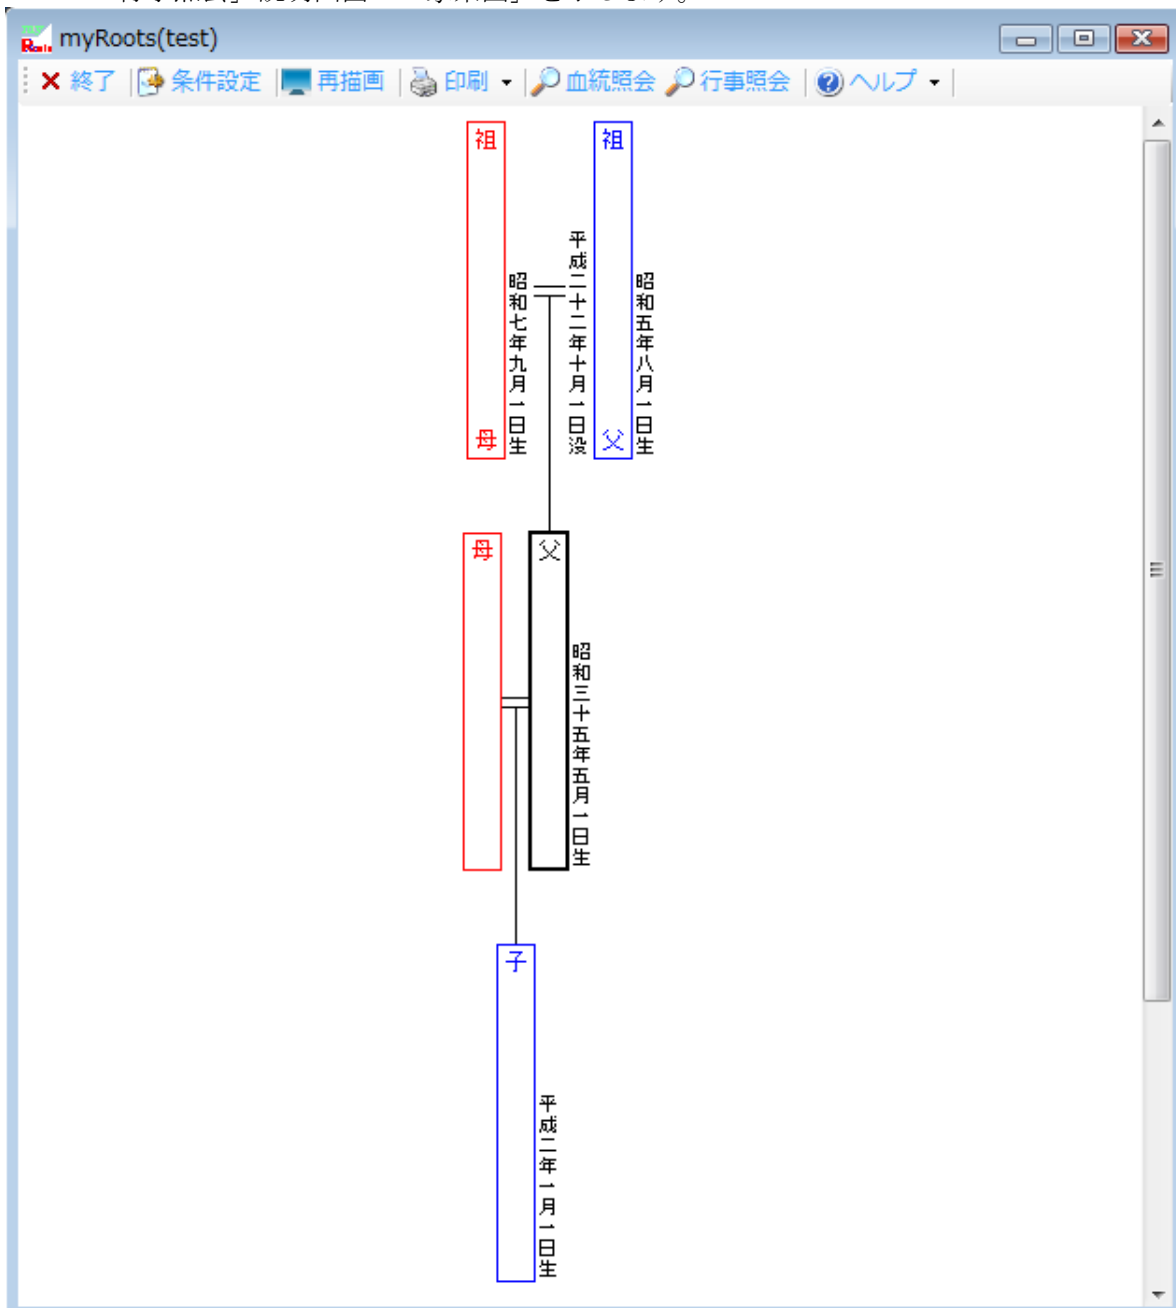 myRoots(test)
終了 条件設定 再描画 印刷 血統照会 行事照会 ヘルプ
祖父
昭和五年八月一日生
平成二十二年十月一日没
祖母
昭和七年九月一日生
父
昭和三十五年五月一日生
母
子
平成二年一月一日生